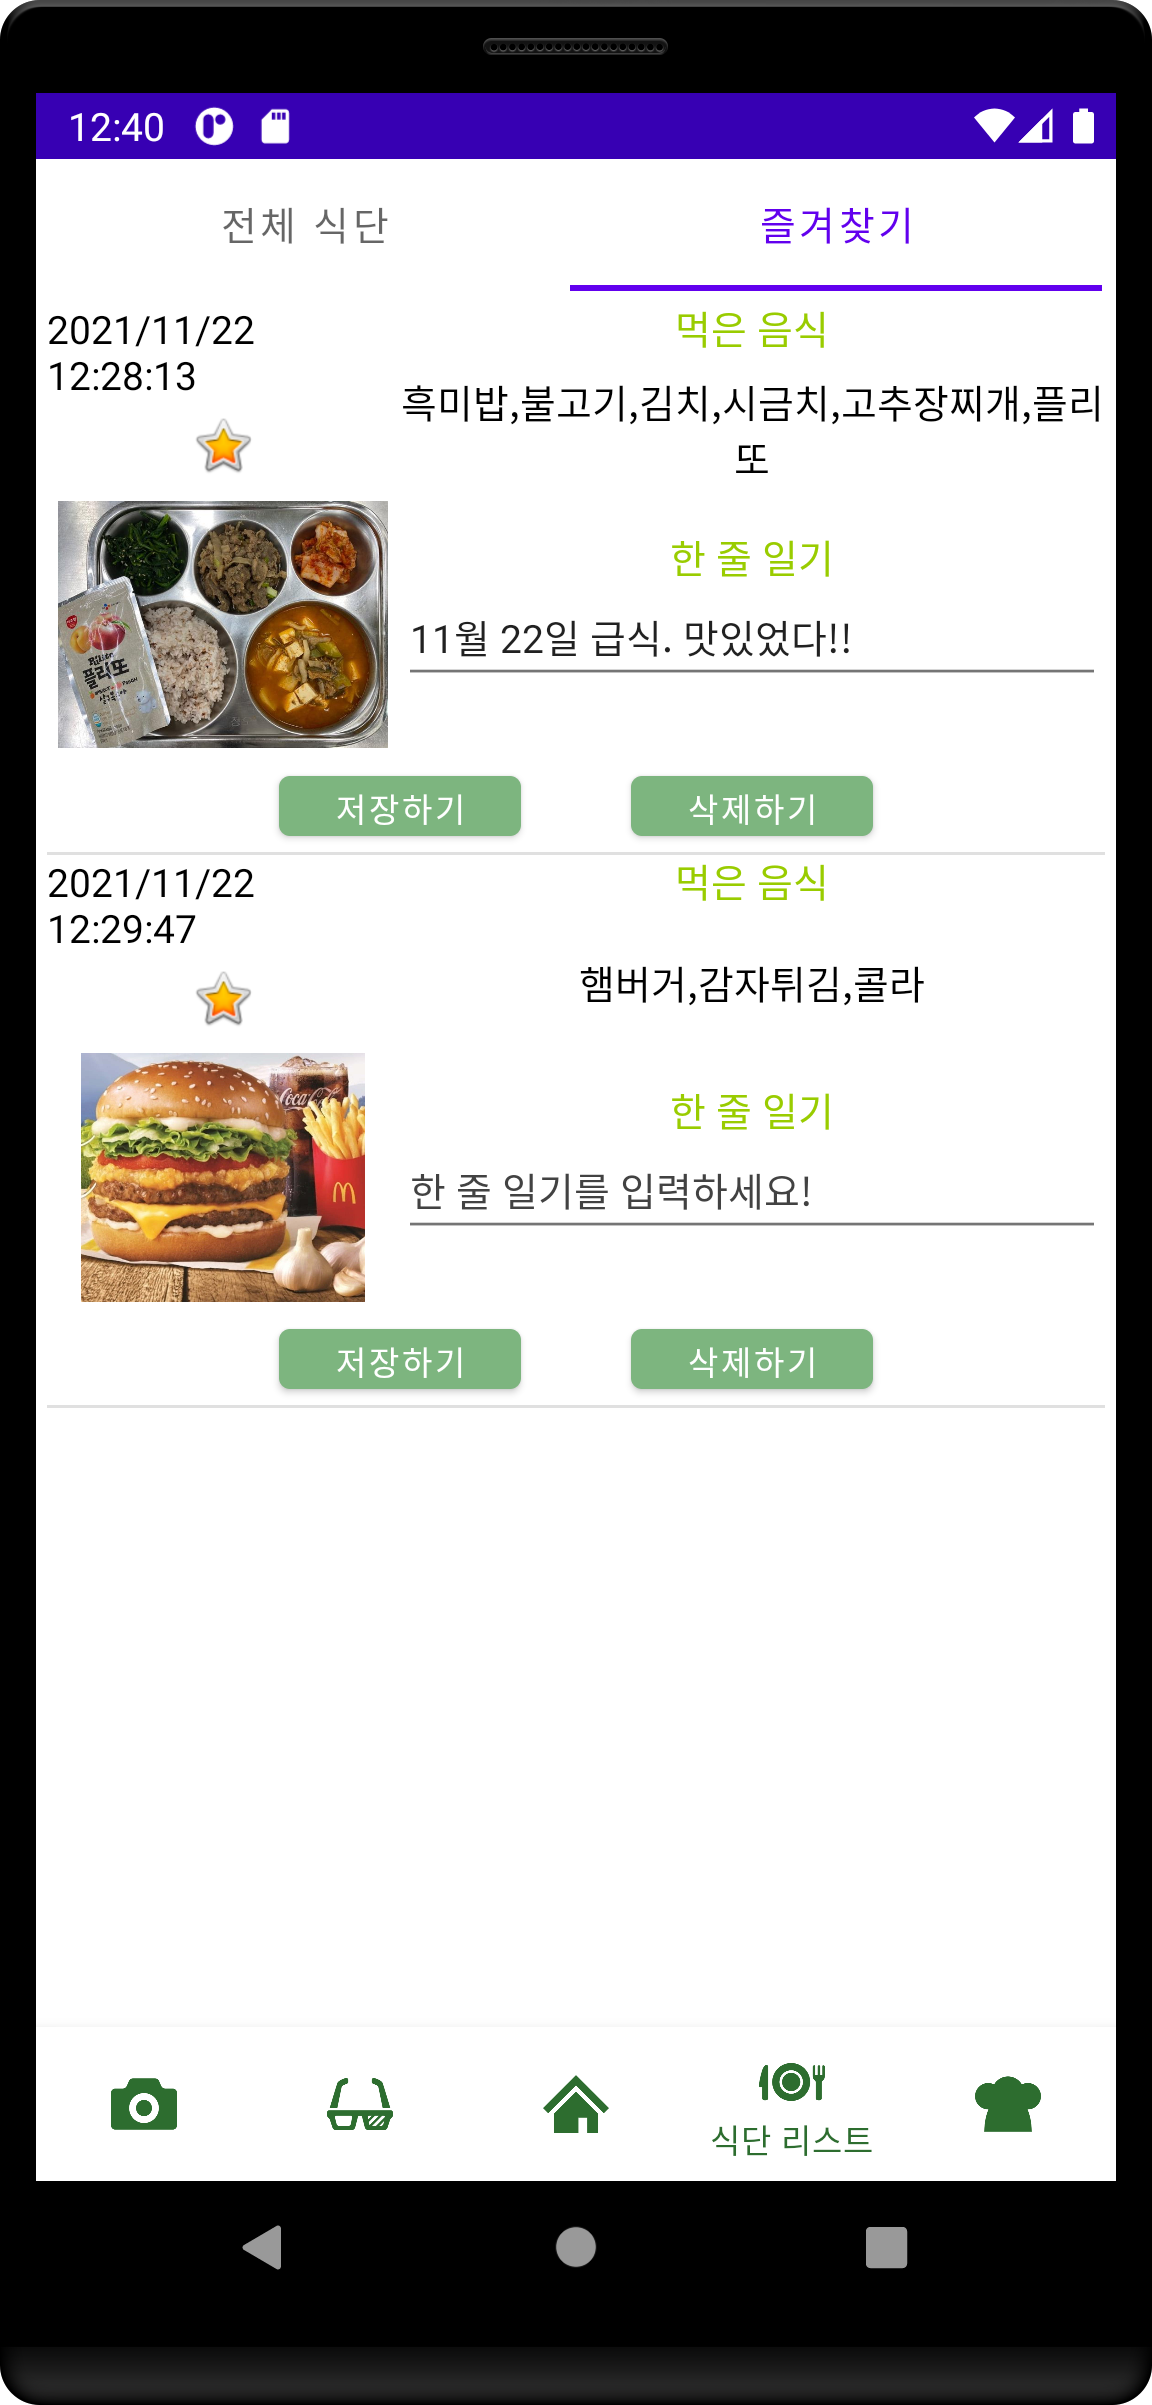 12:40
전체 식단
즐겨찾기
2021/11/22
12:28:13
먹은 음식
흑미밥,불고기,김치,시금치,고추장찌개,플리
또
플리또
한 줄 일기
11월 22일 급식. 맛있었다!!
저장하기
삭제하기
2021/11/22
12:29:47
먹은 음식
햄버거,감자튀김,콜라
Coca-Cola
한 줄 일기
한 줄 일기를 입력하세요!
저장하기
삭제하기
식단 리스트